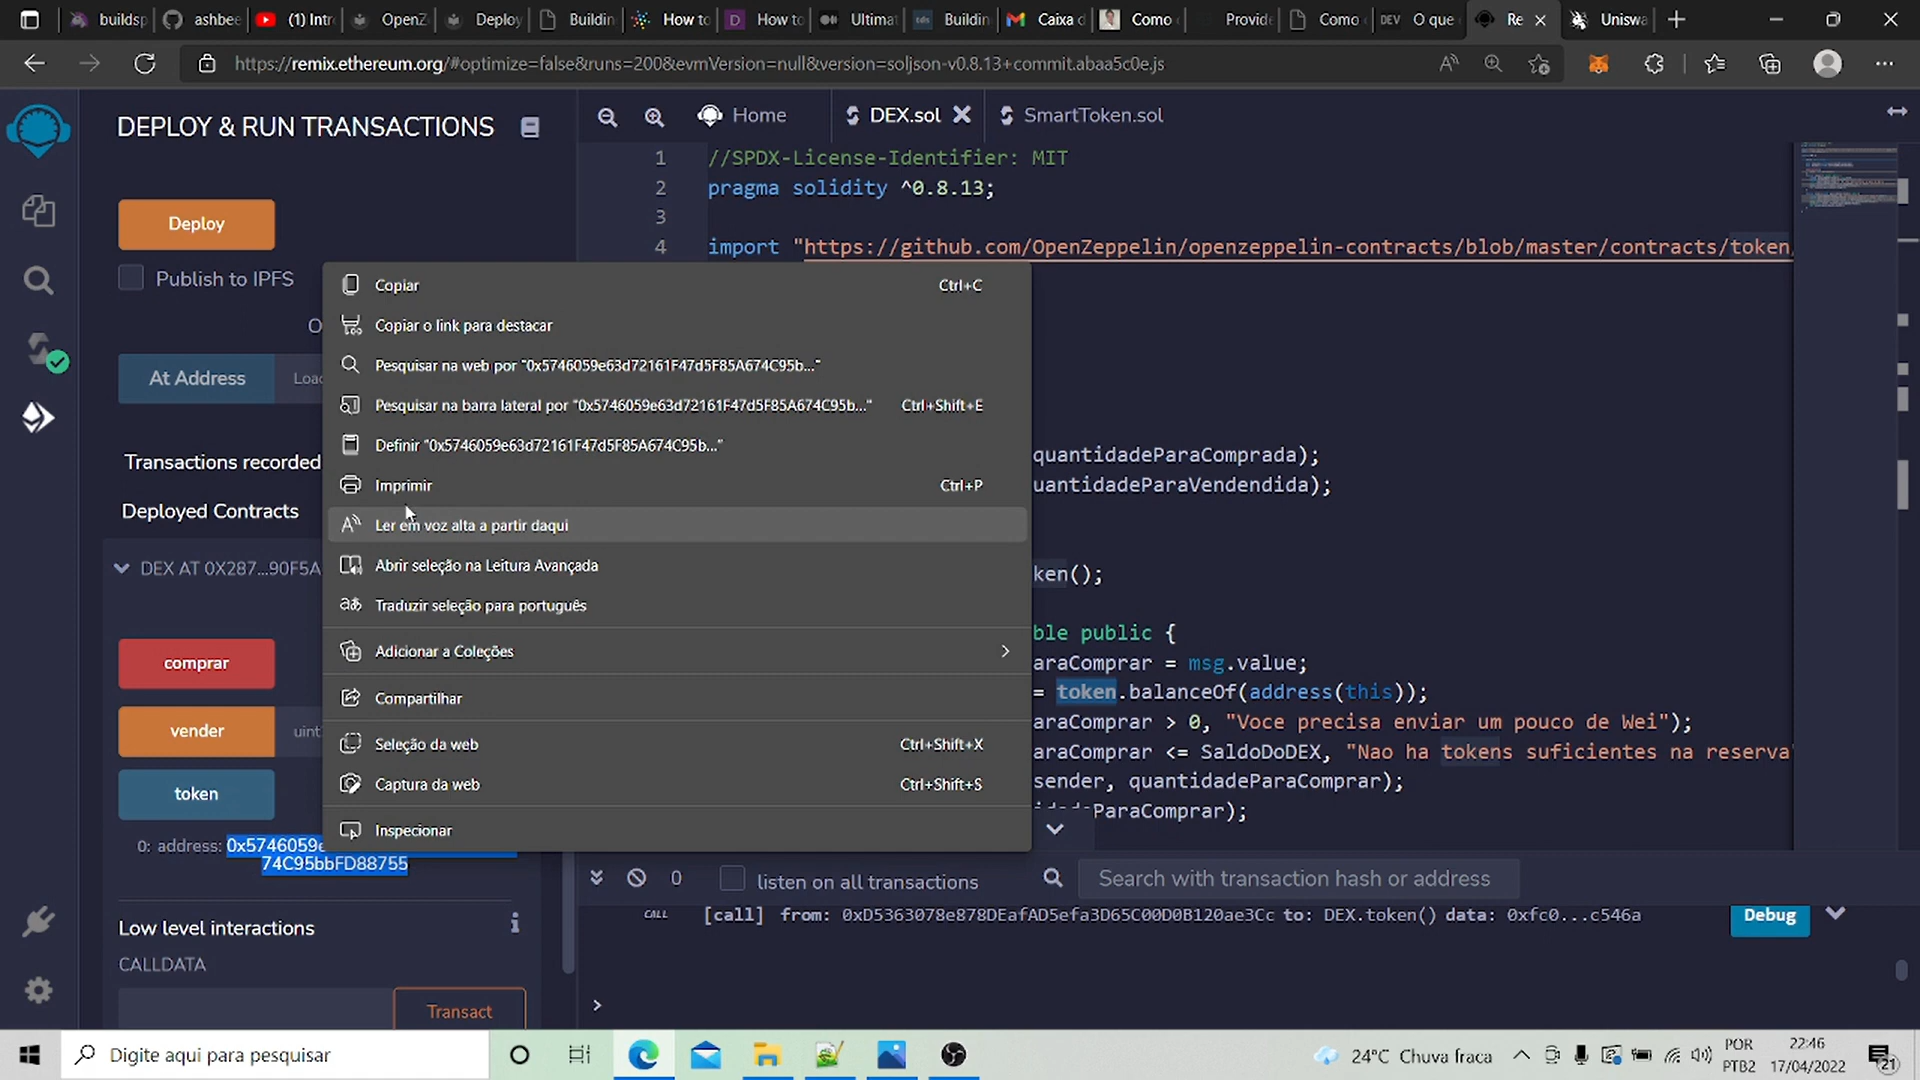 buildsp
ashbee
(1) Intr
OpenZ
Deploy
Buildin
How to
How t
Ultimat
Buildin
Caixa d
Como
Provide
Como
O que
Re
Uniswa
https://remix.ethereum.org/#optimize=false&runs=200&evmVersion=null&version=soljson-v0.8.13+commit.abaa5c0e.js
DEPLOY & RUN TRANSACTIONS
Home
DEX.sol
SmartToken.sol
1 //SPDX-License-Identifier: MIT
2 pragma solidity ^0.8.13;
3
4 import "https://github.com/OpenZeppelin/openzeppelin-contracts/blob/master/contracts/token/
Deploy
Publish to IPFS
At Address
Load
Transactions recorded
Deployed Contracts
DEX AT 0X287...90F5A
comprar
vender
uint
token
0: address: 0x5746059e
74C95bbFD88755
Low level interactions
CALLDATA
Transact
Copiar Ctrl+C
Copiar o link para destacar
Pesquisar na web por "0x5746059e63d72161F47d5F85A674C95b..."
Pesquisar na barra lateral por "0x5746059e63d72161F47d5F85A674C95b..." Ctrl+Shift+E
Definir "0x5746059e63d72161F47d5F85A674C95b..."
Imprimir Ctrl+P
Ler em voz alta a partir daqui
Abrir seleção na Leitura Avançada
Traduzir seleção para português
Adicionar a Coleções
Compartilhar
Seleção da web Ctrl+Shift+X
Captura da web Ctrl+Shift+S
Inspecionar
quantidadeParaComprada);
uantidadeParaVendendida);
ken();
ble public {
araComprar = msg.value;
= token.balanceOf(address(this));
araComprar > 0, "Voce precisa enviar um pouco de Wei");
araComprar <= SaldoDoDEX, "Nao ha tokens suficientes na reserva
sender, quantidadeParaComprar);
ParaComprar);
0
listen on all transactions
Search with transaction hash or address
CALL [call] from: 0xD5363078e878DEafAD5efa3D65C00D0B120ae3Cc to: DEX.token() data: 0xfc0...c546a
Debug
>
Digite aqui para pesquisar
24°C Chuva fraca
POR
PTB2
22:46
17/04/2022
21